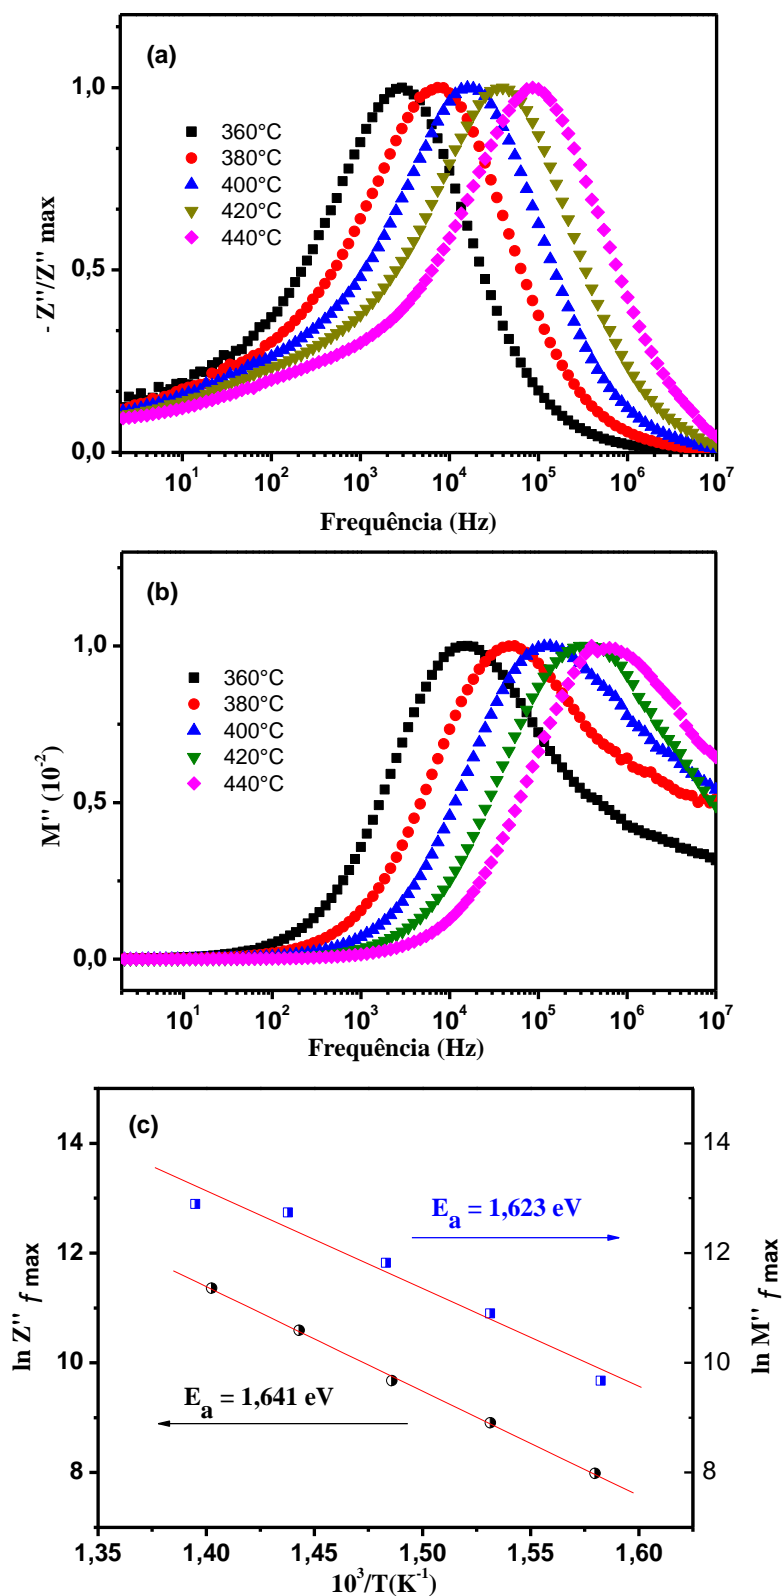 (a)
1,0
0,5
0,0
- Z''/Z'' max
360°C
380°C
400°C
420°C
440°C
10¹ 10² 10³ 10⁴ 10⁵ 10⁶ 10⁷
Frequência (Hz)
(b)
1,0
0,5
0,0
M'' (10⁻²)
360°C
380°C
400°C
420°C
440°C
10¹ 10² 10³ 10⁴ 10⁵ 10⁶ 10⁷
Frequência (Hz)
(c)
14 14
12 12
10 10
8 8
ln Z'' f max
ln M'' f max
Ea = 1,623 eV
Ea = 1,641 eV
1,35 1,40 1,45 1,50 1,55 1,60
10³/T(K⁻¹)